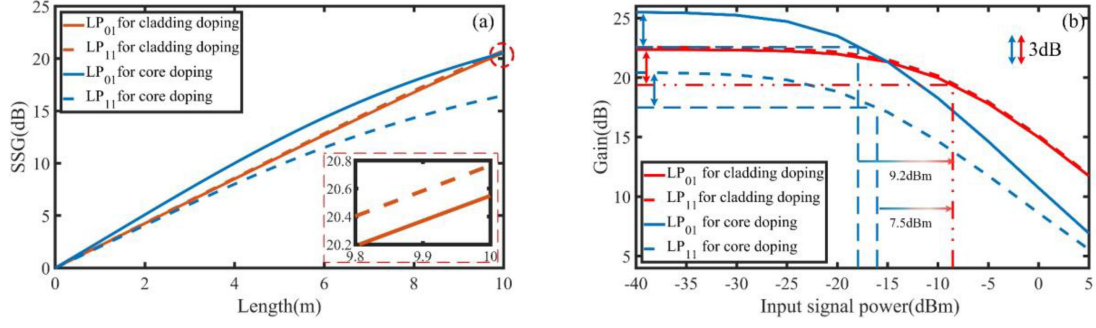 (a)
LP01 for cladding doping
LP11 for cladding doping
LP01 for core doping
LP11 for core doping
25
20
15
10
5
0
SSG(dB)
20.8
20.6
20.4
20.2
9.8
9.9
10
0
2
4
6
8
10
Length(m)
(b)
3dB
25
20
15
10
5
Gain(dB)
9.2dBm
7.5dBm
LP01 for cladding doping
LP11 for cladding doping
LP01 for core doping
LP11 for core doping
-40
-35
-30
-25
-20
-15
-10
-5
0
5
Input signal power(dBm)